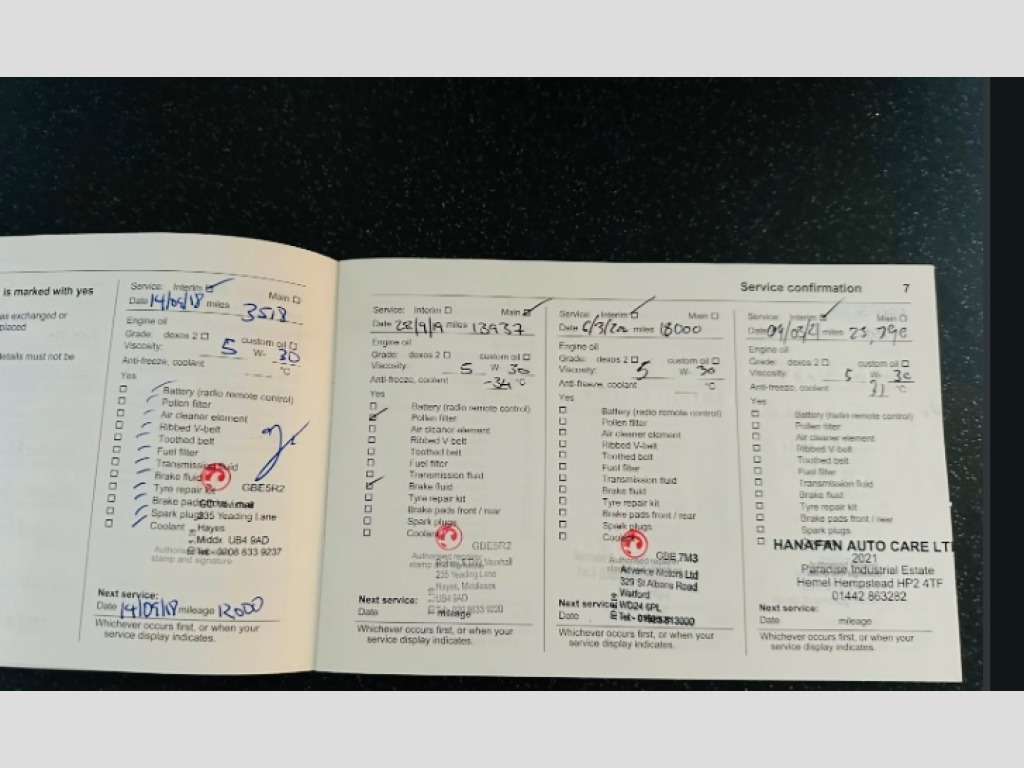 is marked with yes
as exchanged or
placed
details must not be
Service: Interim
Main
Date 14/05/18 miles 3518
Engine oil
Grade: dexos 2 custom oil
Viscosity: 5 W- 30
Anti-freeze, coolant °C
Yes
Battery (radio remote control)
Pollen filter
Air cleaner element
Ribbed V-belt
Toothed belt
Fuel filter
Transmission fluid
Brake fluid
GBE5R2
Tyre repair kit
Brake pads
Spark plugs 235 Yeading Lane
Coolant Hayes
Middx UB4 9AD
Tel:- 0208 633 9237
stamp and signature
Next service:
Date 14/09/18 mileage 12000
Whichever occurs first, or when your
service display indicates.
Service confirmation 7
Service: Interim Main
Date 22/9/19 miles 13937
Engine oil
Grade: dexos 2 custom oil
Viscosity: 5 W- 30
Anti-freeze, coolant -34 °C
Yes
Battery (radio remote control)
Pollen filter
Air cleaner element
Ribbed V-belt
Toothed belt
Fuel filter
Transmission fluid
Brake fluid
Tyre repair kit
Brake pads front / rear
Spark plugs
Coolant
GBE5R2
Authorised repairer
Vauxhall
235 Yeading Lane
Hayes, Middlesex
UB4 9AD
Next service:
Date mileage
Whichever occurs first, or when your
service display indicates.
Service: Interim Main
Date 6/3/20 miles 18000
Engine oil
Grade: dexos 2 custom oil
Viscosity: 5 W- 30
Anti-freeze, coolant °C
Yes
Battery (radio remote control)
Pollen filter
Air cleaner element
Ribbed V-belt
Toothed belt
Fuel filter
Transmission fluid
Brake fluid
Tyre repair kit
Brake pads front / rear
Spark plugs
Coolant
GBE 7M3
Advance Motors Ltd
329 St Albans Road
Watford
Next service: WD24 6PL
Date Tel:- 01923-813000
Whichever occurs first, or when your
service display indicates.
Service: Interim Main
Date 09/03/21 miles 25,790
Engine oil
Grade: dexos 2 custom oil
Viscosity: 5 W- 30
Anti-freeze, coolant °C
Yes
Battery (radio remote control)
Pollen filter
Air cleaner element
Ribbed V-belt
Toothed belt
Fuel filter
Transmission fluid
Brake fluid
Tyre repair kit
Brake pads front / rear
Spark plugs
HANAFAN AUTO CARE LT
2021
Paradise Industrial Estate
Hemel Hempstead HP2 4TF
01442 863282
Next service:
Date mileage
Whichever occurs first, or when your
service display indicates.